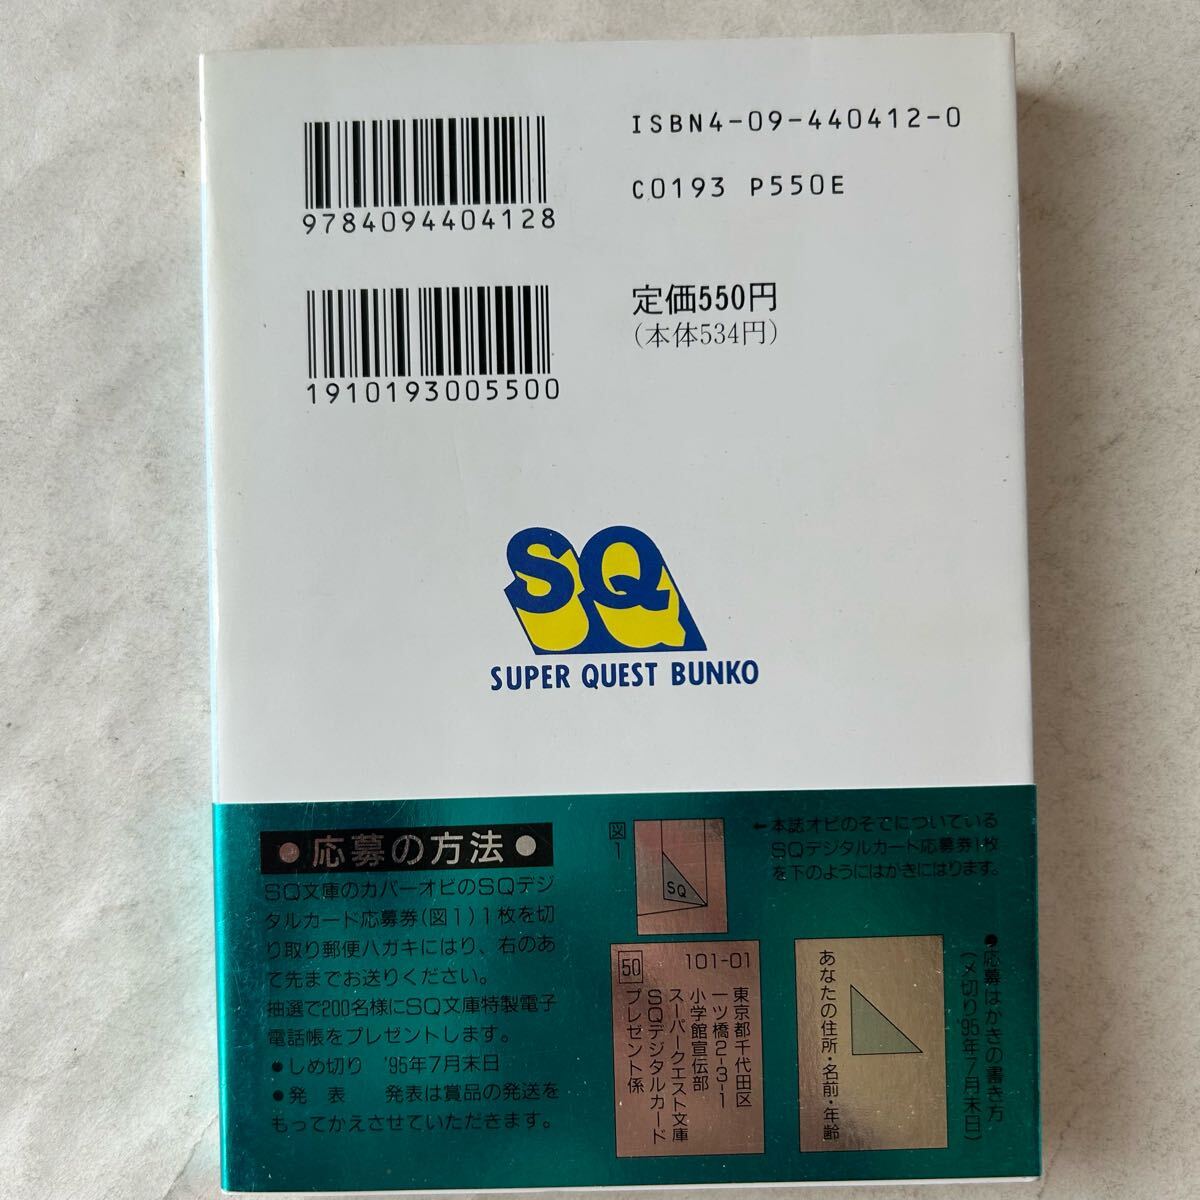 9784094404128
ISBN4-09-440412-0
C0193 P550E
1910193005500
定価550円
(本体534円)
SQ
SUPER QUEST BUNKO
●応募の方法●
SQ文庫のカバーオビのSQデジ
タルカード応募券(図1)1枚を切
り取り郵便ハガキにはり、右のあ
て先までお送りください。
抽選で200名様にSQ文庫特製電子
電話帳をプレゼントします。
●しめ切り '95年7月末日
●発 表 発表は賞品の発送を
もってかえさせていただきます。
図1
SQ
←本誌オビのそでについている
SQデジタルカード応募券1枚
を下のようにはがきにはります。
50
101-01
東京都千代田区
一ツ橋2-3-1
小学館宣伝部
スーパークエスト文庫
SQデジタルカード
プレゼント係
あなたの住所・名前・年齢
●応募はがきの書き方
(〆切り'95年7月末日)